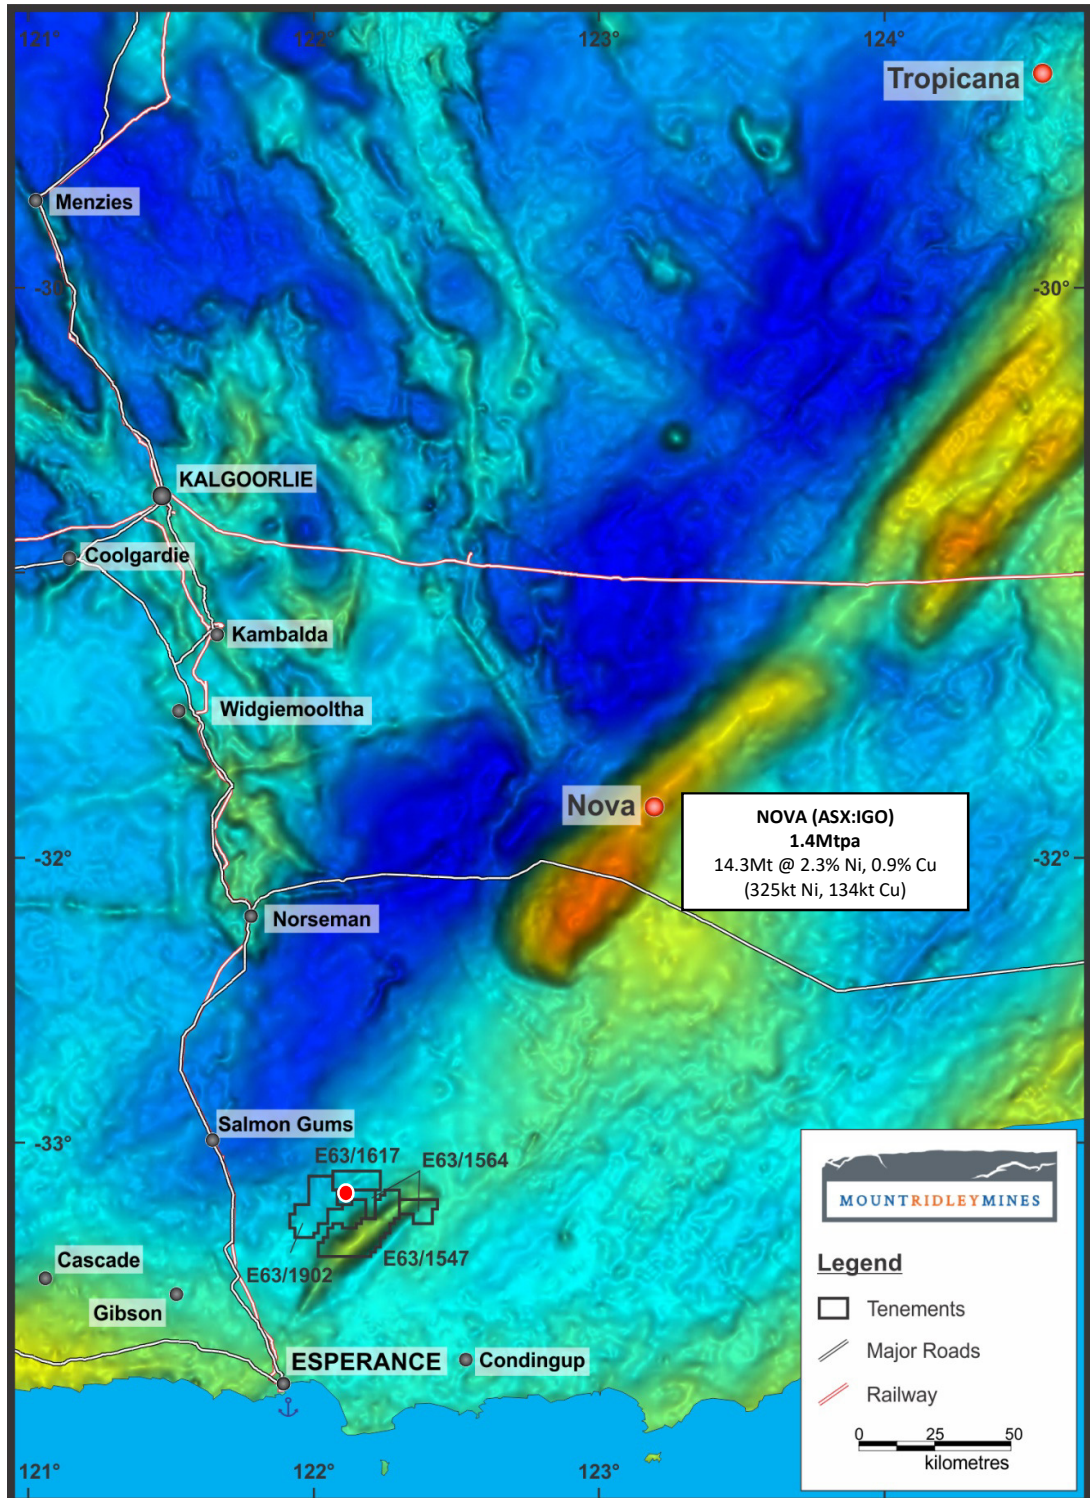 121°
122°
123°
124°
Tropicana
Menzies
-30°
-30°
KALGOORLIE
Coolgardie
Kambalda
Widgiemooltha
Nova
NOVA (ASX:IGO)
1.4Mtpa
14.3Mt @ 2.3% Ni, 0.9% Cu
(325kt Ni, 134kt Cu)
-32°
-32°
Norseman
Salmon Gums
-33°
E63/1617
E63/1564
E63/1547
E63/1902
Cascade
Gibson
ESPERANCE
Condingup
MOUNTRIDLEYMINES
Legend
Tenements
Major Roads
Railway
0 25 50
kilometres
121°
122°
123°